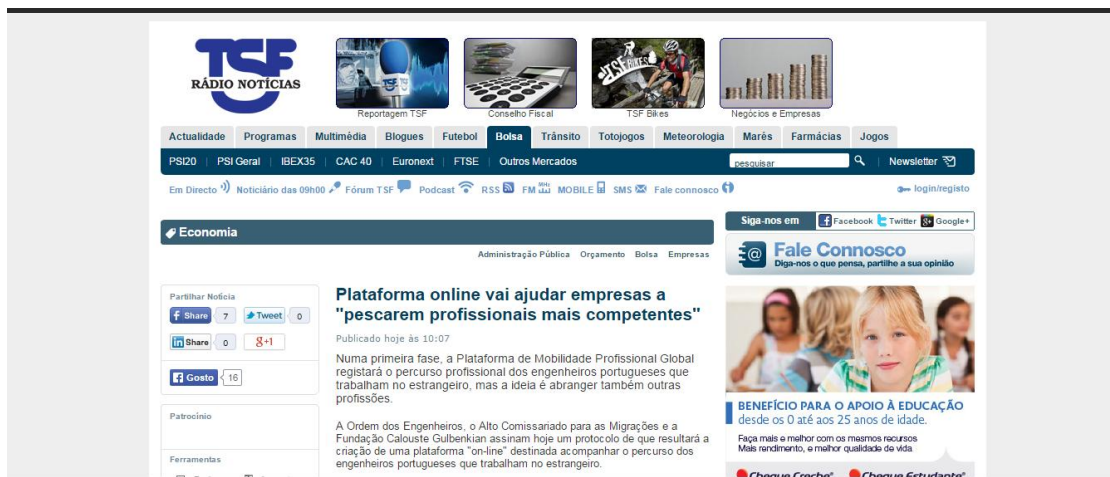 TSF
RÁDIO NOTÍCIAS
TSF
TSF BIKES
Reportagem TSF
Conselho Fiscal
TSF Bikes
Negócios e Empresas
Actualidade Programas Multimédia Blogues Futebol Bolsa Trânsito Totojogos Meteorologia Marés Farmácias Jogos
PSI20 | PSI Geral | IBEX35 | CAC 40 | Euronext | FTSE | Outros Mercados
pesquisar
Newsletter
Em Directo Noticiário das 09h00 Fórum TSF Podcast RSS FM MHz MOBILE SMS Fale connosco login/registo
Economia
Siga-nos em Facebook Twitter Google+
Administração Pública Orçamento Bolsa Empresas
Fale Connosco
Diga-nos o que pensa, partilhe a sua opinião
Partilhar Notícia
Share 7 Tweet 0
Share 0 g+1
Gosto 16
Patrocínio
Ferramentas
Plataforma online vai ajudar empresas a
"pescarem profissionais mais competentes"
Publicado hoje às 10:07
Numa primeira fase, a Plataforma de Mobilidade Profissional Global
registará o percurso profissional dos engenheiros portugueses que
trabalham no estrangeiro, mas a ideia é abranger também outras
profissões.
A Ordem dos Engenheiros, o Alto Comissariado para as Migrações e a
Fundação Calouste Gulbenkian assinam hoje um protocolo de que resultará a
criação de uma plataforma "on-line" destinada acompanhar o percurso dos
engenheiros portugueses que trabalham no estrangeiro.
BENEFÍCIO PARA O APOIO À EDUCAÇÃO
desde os 0 até aos 25 anos de idade.
Faça mais e melhor com os mesmos recursos
Mais rendimento, e melhor qualidade de vida
Cheque Creche® Cheque Estudante®